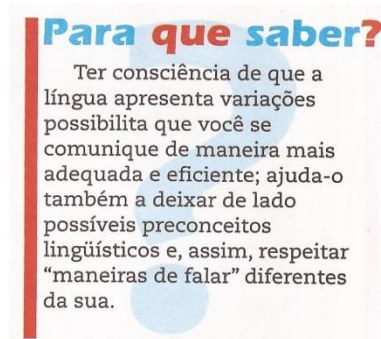 Para que saber?
Ter consciência de que a
língua apresenta variações
possibilita que você se
comunique de maneira mais
adequada e eficiente; ajuda-o
também a deixar de lado
possíveis preconceitos
lingüísticos e, assim, respeitar
“maneiras de falar” diferentes
da sua.